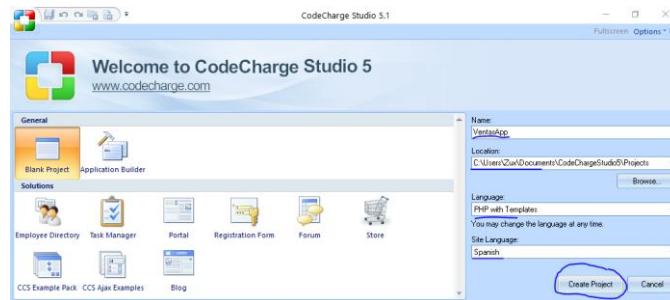 CodeCharge Studio 5.1
Fullscreen Options
Welcome to CodeCharge Studio 5
www.codecharge.com
General
Blank Project Application Builder
Solutions
Employee Directory Task Manager Portal Registration Form Forum Store
CCS Example Pack CCS Ajax Examples Blog
Name:
VentasApp
Location:
C:\Users\Zux\Documents\CodeChargeStudio5\Projects
Browse...
Language:
PHP with Templates
You may change the language at any time.
Site Language:
Spanish
Create Project Cancel